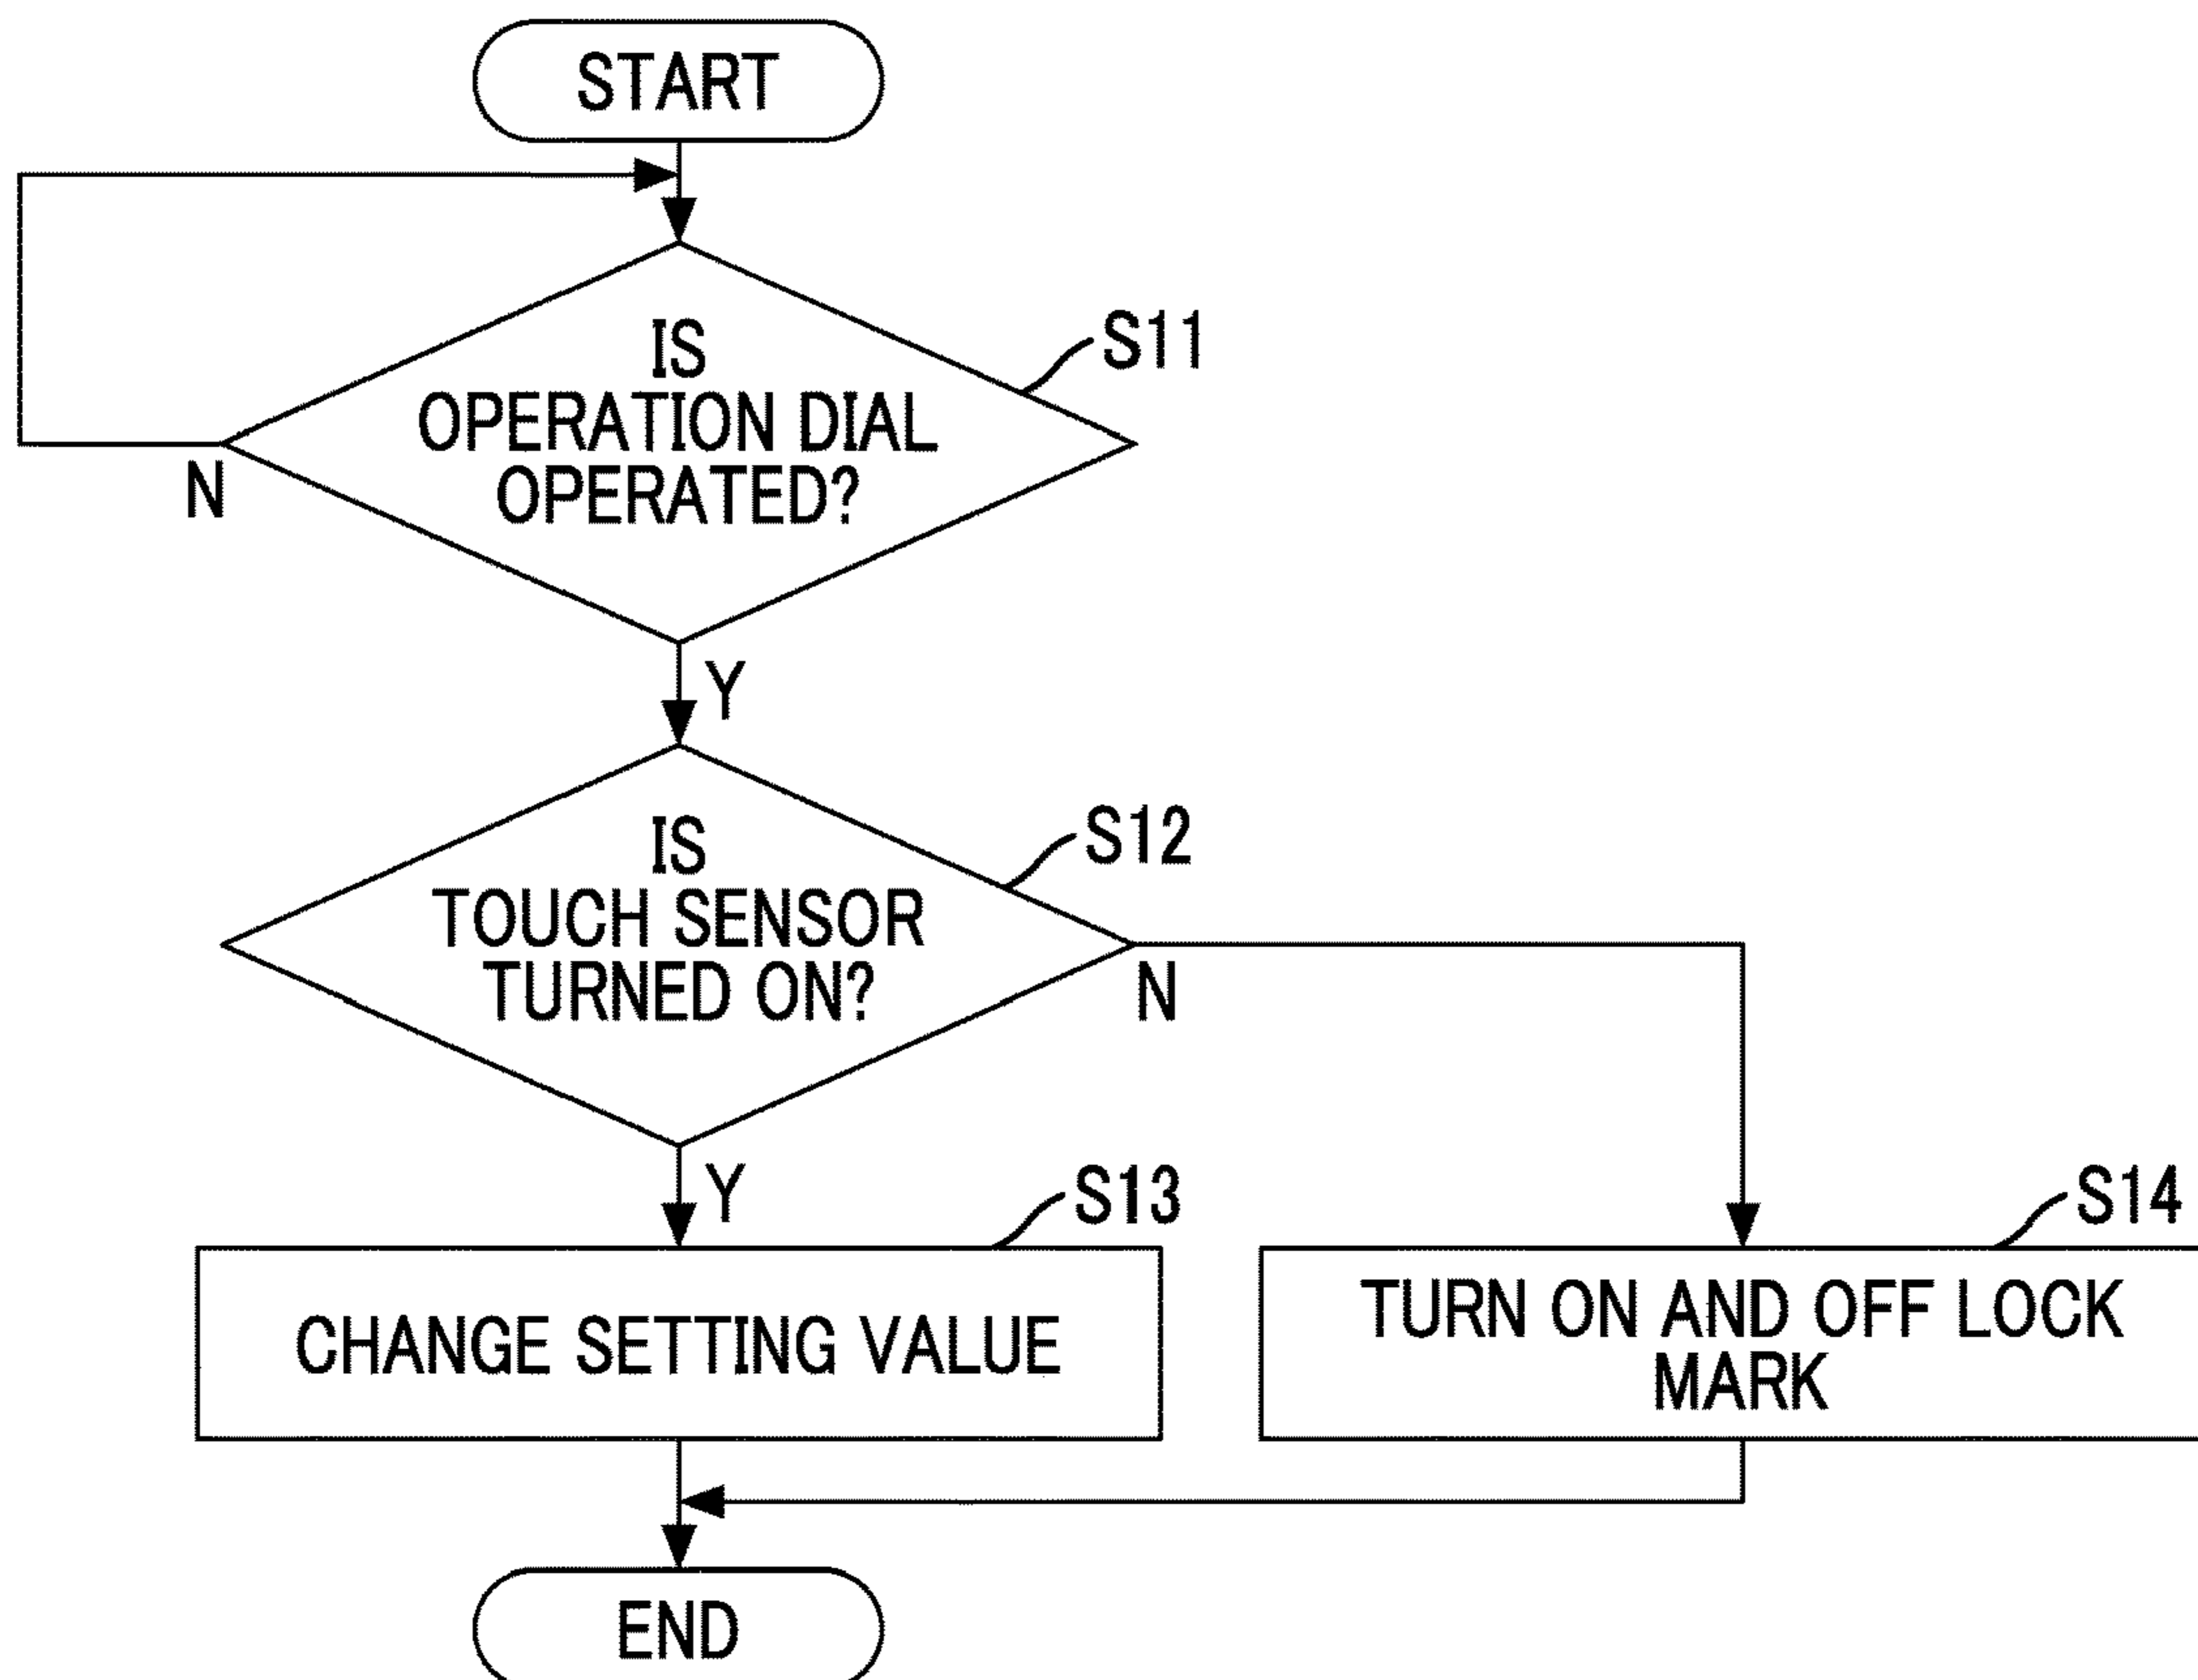 START
IS
OPERATION DIAL
OPERATED?
S11
N
Y
IS
TOUCH SENSOR
TURNED ON?
S12
N
Y
CHANGE SETTING VALUE
S13
TURN ON AND OFF LOCK
MARK
S14
END